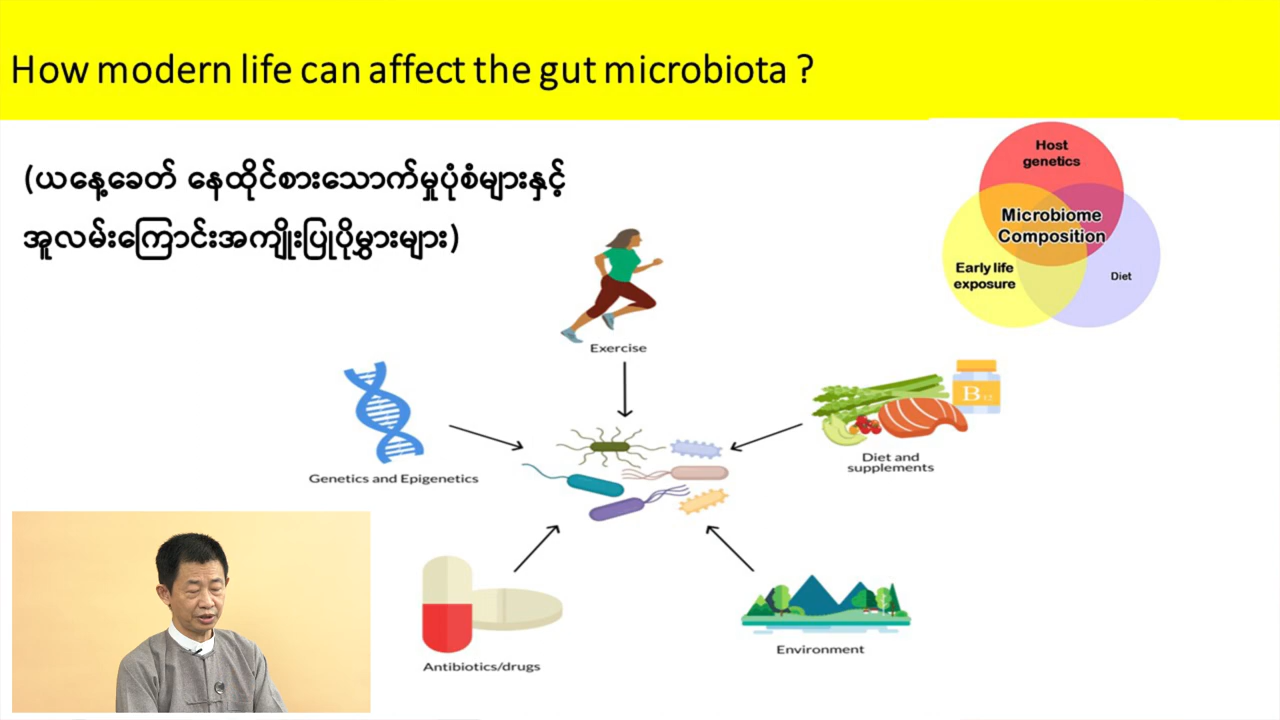 How modern life can affect the gut microbiota ?
(ယနေ့ခေတ် နေထိုင်စားသောက်မှုပုံစံများနှင့်
အူလမ်းကြောင်းအကျိုးပြုပိုမွှားများ)
Host
genetics
Microbiome
Composition
Early life
exposure
Diet
Exercise
Genetics and Epigenetics
B12
Diet and
supplements
Antibiotics/drugs
Environment